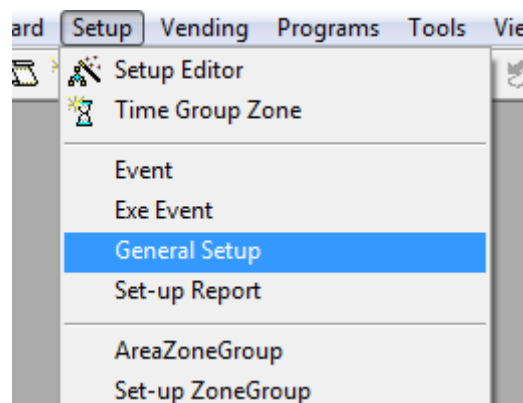 ard Setup Vending Programs Tools Vie
Setup Editor
Time Group Zone
Event
Exe Event
General Setup
Set-up Report
AreaZoneGroup
Set-up ZoneGroup